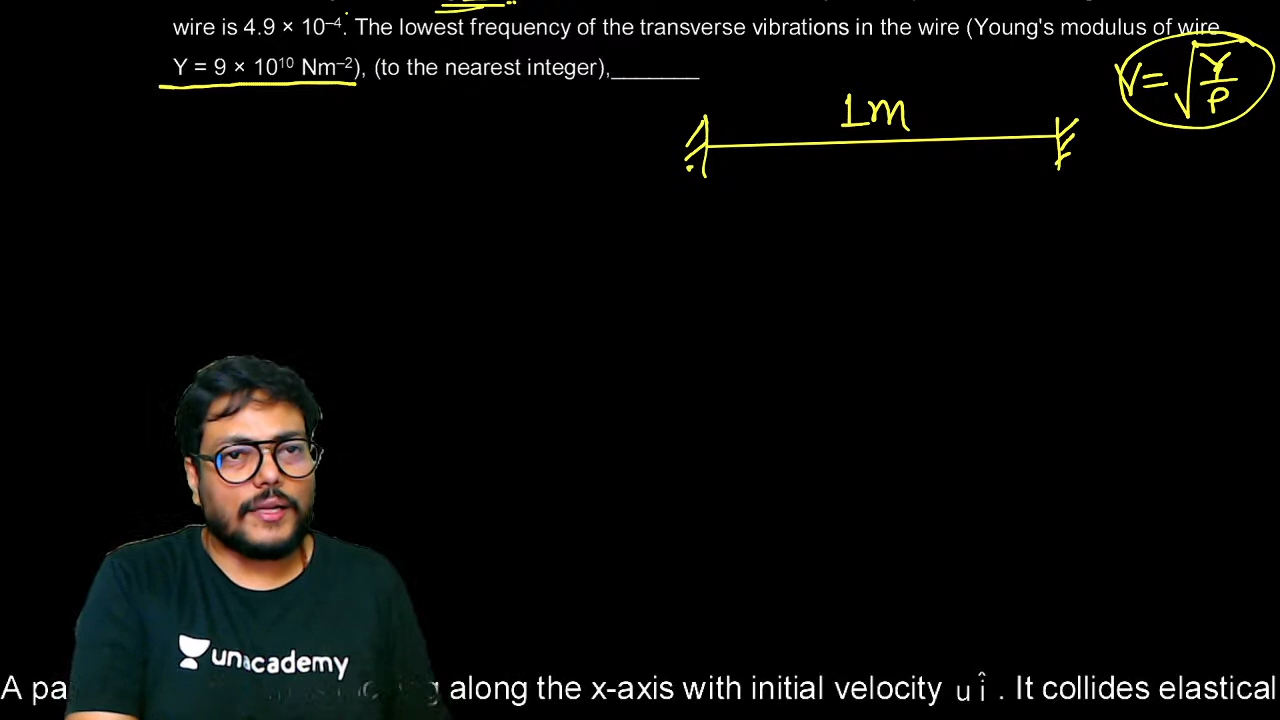 wire is 4.9 × 10⁻⁴. The lowest frequency of the transverse vibrations in the wire (Young's modulus of wire
Y = 9 × 10¹⁰ Nm⁻²), (to the nearest integer),_______
V = √(Y/ρ)
1m
unacademy
A pa
along the x-axis with initial velocity u î . It collides elastical